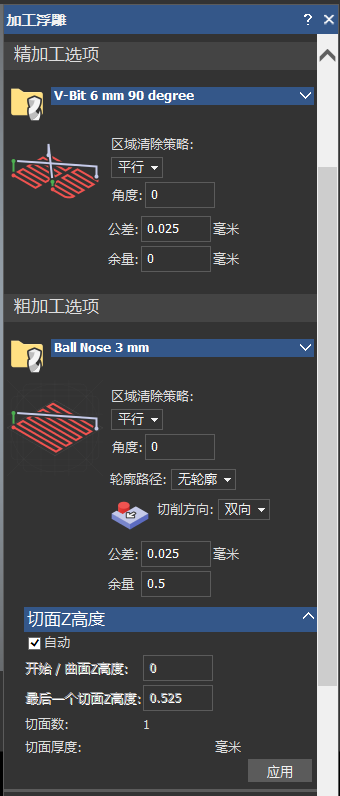 加工浮雕 ? ×
精加工选项
V-Bit 6 mm 90 degree
区域清除策略:
平行
角度: 0
公差: 0.025 毫米
余量: 0 毫米
粗加工选项
Ball Nose 3 mm
区域清除策略:
平行
角度: 0
轮廓路径: 无轮廓
切削方向: 双向
公差: 0.025 毫米
余量 0.5
切面Z高度
自动
开始 / 曲面Z高度: 0
最后一个切面Z高度: 0.525
切面数: 1
切面厚度: 毫米
应用